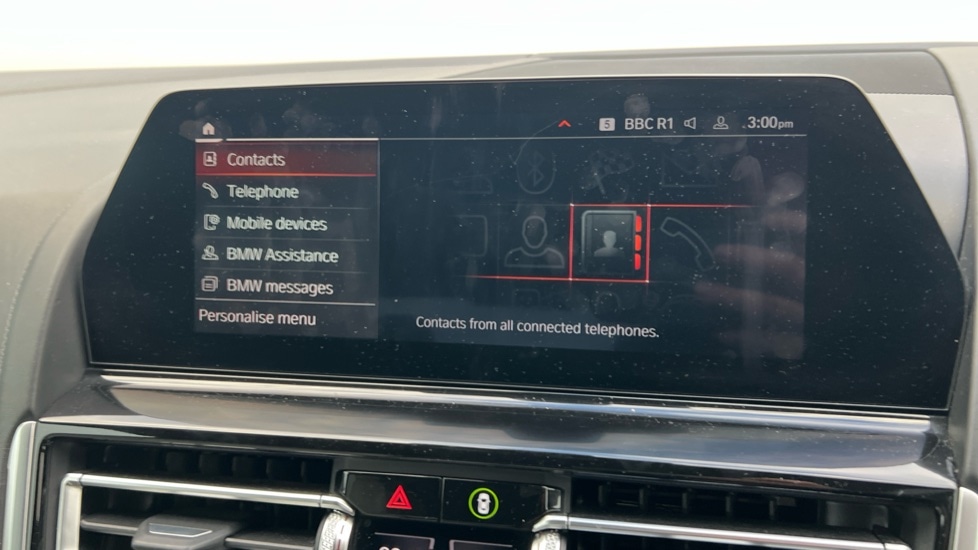 5 BBC R1 3:00pm
Contacts
Telephone
Mobile devices
BMW Assistance
BMW messages
Personalise menu
Contacts from all connected telephones.